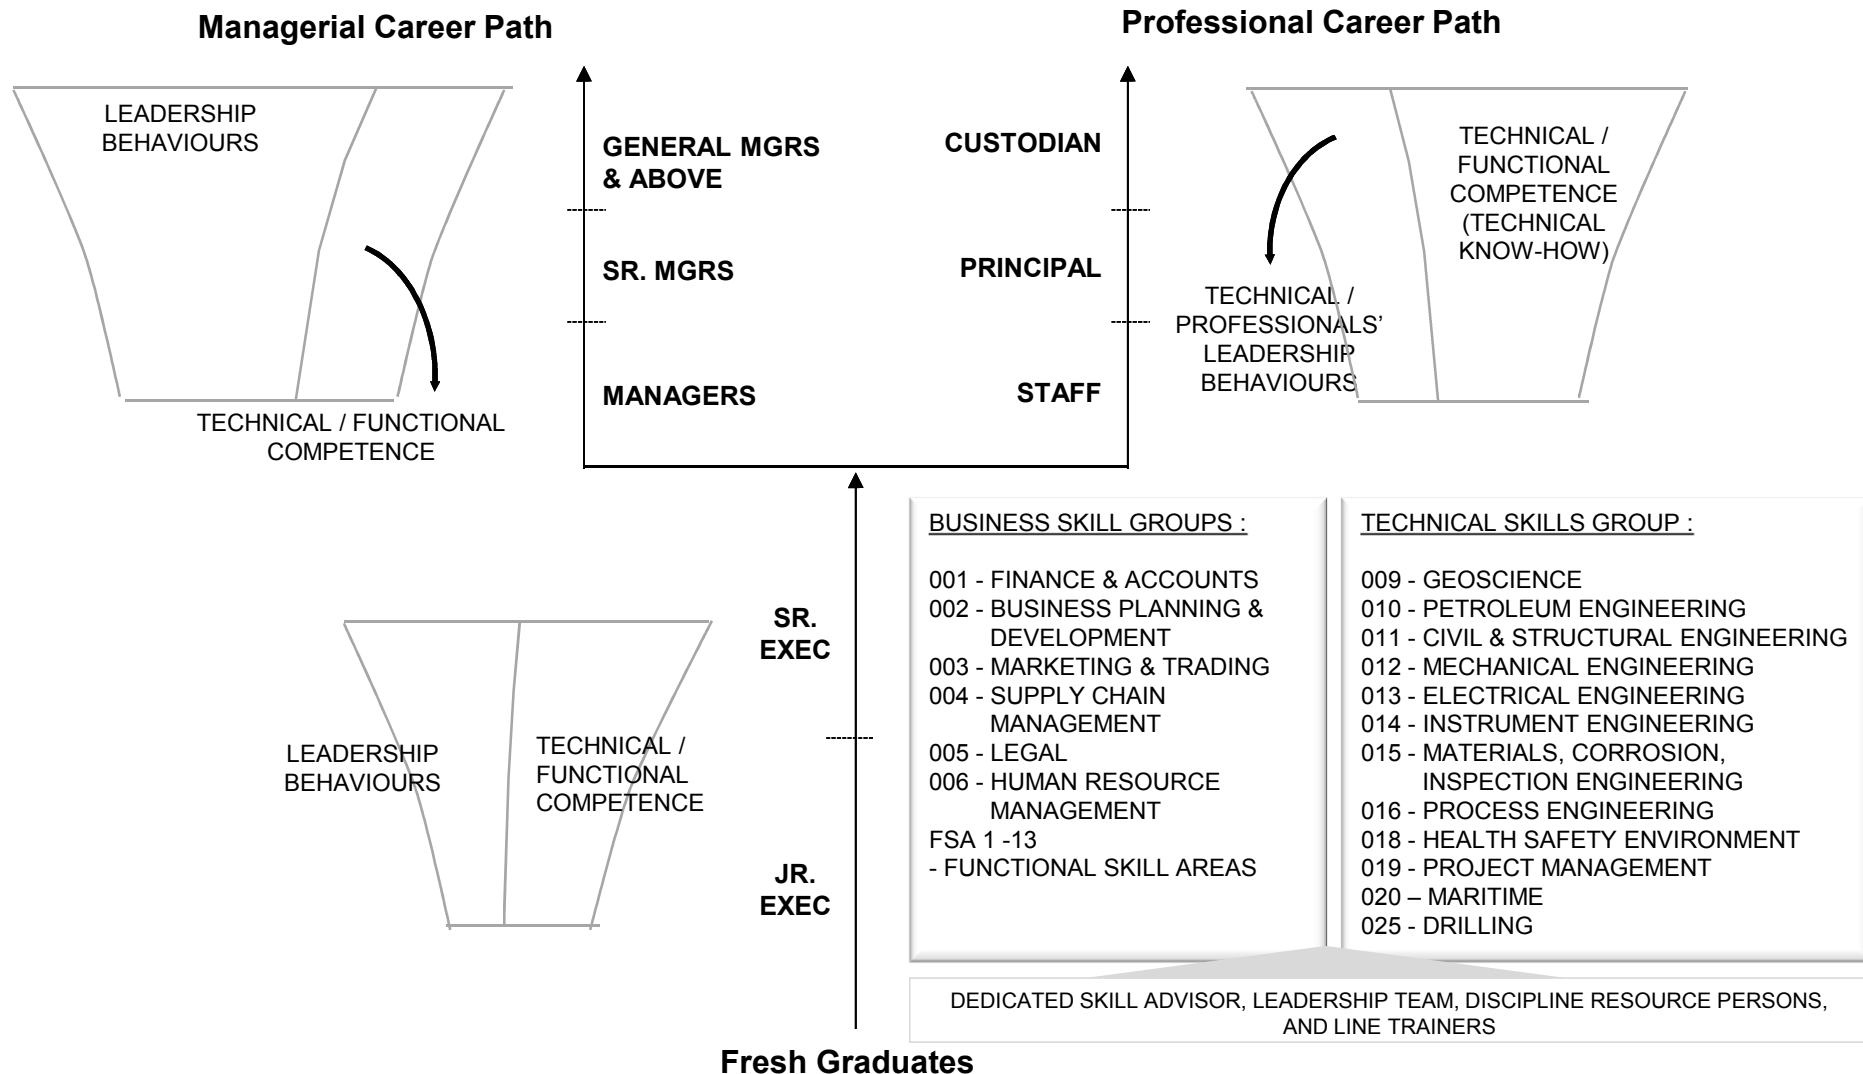 Managerial Career Path
Professional Career Path
LEADERSHIP
BEHAVIOURS
TECHNICAL / FUNCTIONAL
COMPETENCE
GENERAL MGRS
& ABOVE
SR. MGRS
MANAGERS
CUSTODIAN
PRINCIPAL
STAFF
TECHNICAL /
PROFESSIONALS’
LEADERSHIP
BEHAVIOURS
TECHNICAL /
FUNCTIONAL
COMPETENCE
(TECHNICAL
KNOW-HOW)
LEADERSHIP
BEHAVIOURS
TECHNICAL /
FUNCTIONAL
COMPETENCE
SR.
EXEC
JR.
EXEC
BUSINESS SKILL GROUPS :
001 - FINANCE & ACCOUNTS
002 - BUSINESS PLANNING &
DEVELOPMENT
003 - MARKETING & TRADING
004 - SUPPLY CHAIN
MANAGEMENT
005 - LEGAL
006 - HUMAN RESOURCE
MANAGEMENT
FSA 1 -13
- FUNCTIONAL SKILL AREAS
TECHNICAL SKILLS GROUP :
009 - GEOSCIENCE
010 - PETROLEUM ENGINEERING
011 - CIVIL & STRUCTURAL ENGINEERING
012 - MECHANICAL ENGINEERING
013 - ELECTRICAL ENGINEERING
014 - INSTRUMENT ENGINEERING
015 - MATERIALS, CORROSION,
INSPECTION ENGINEERING
016 - PROCESS ENGINEERING
018 - HEALTH SAFETY ENVIRONMENT
019 - PROJECT MANAGEMENT
020 – MARITIME
025 - DRILLING
DEDICATED SKILL ADVISOR, LEADERSHIP TEAM, DISCIPLINE RESOURCE PERSONS,
AND LINE TRAINERS
Fresh Graduates